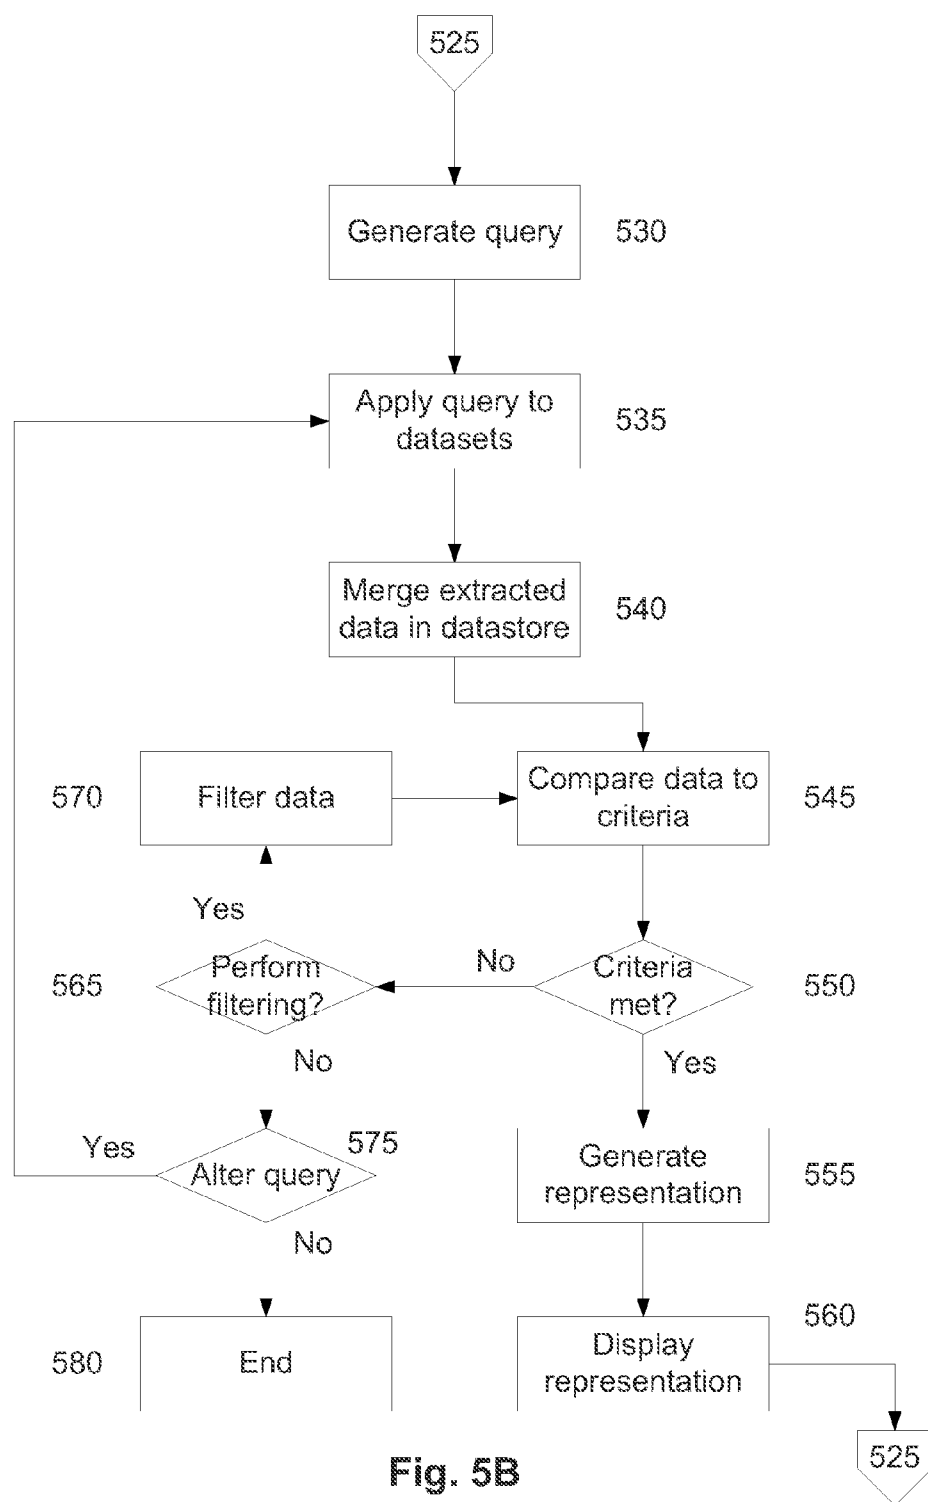 525
Generate query
530
Apply query to
datasets
535
Merge extracted
data in datastore
540
570
Filter data
Compare data to
criteria
545
Yes
565
Perform
filtering?
No
Criteria
met?
550
No
Yes
Yes
Alter query
575
Generate
representation
555
No
580
End
Display
representation
560
525
Fig. 5B